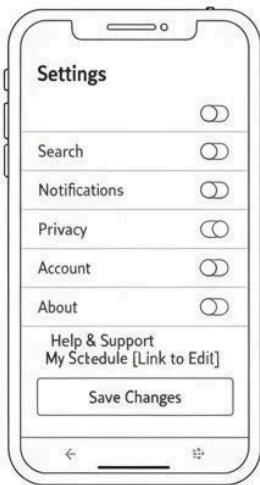 Settings
Search
Notifications
Privacy
Account
About
Help & Support
My Sctedule [Link to Edit]
Save Changes